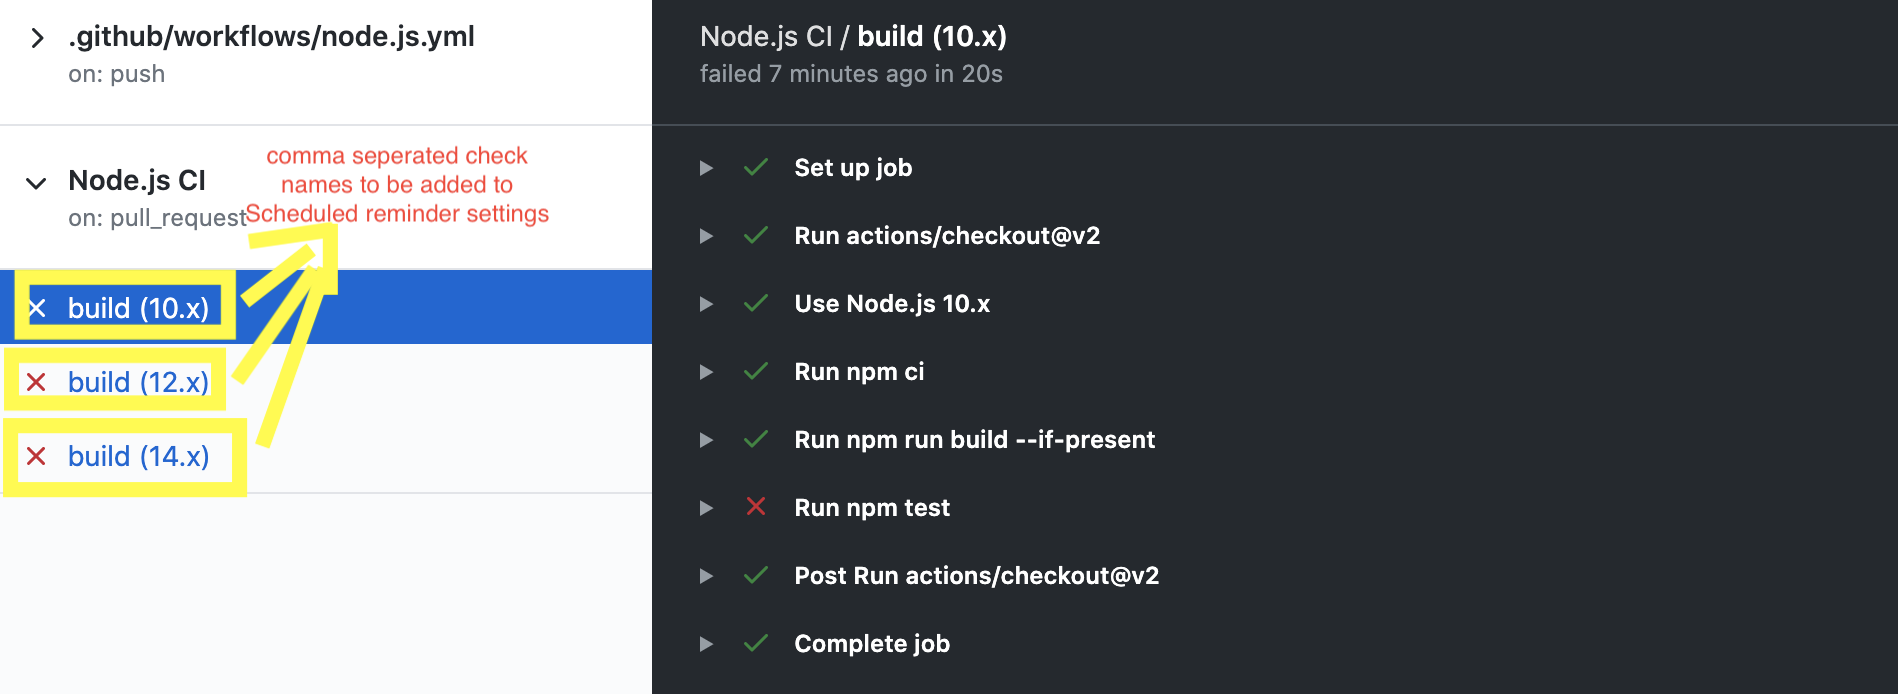 .github/workflows/node.js.yml
on: push
Node.js CI
on: pull_request
comma seperated check
names to be added to
Scheduled reminder settings
build (10.x)
build (12.x)
build (14.x)
Node.js CI / build (10.x)
failed 7 minutes ago in 20s
Set up job
Run actions/checkout@v2
Use Node.js 10.x
Run npm ci
Run npm run build --if-present
Run npm test
Post Run actions/checkout@v2
Complete job